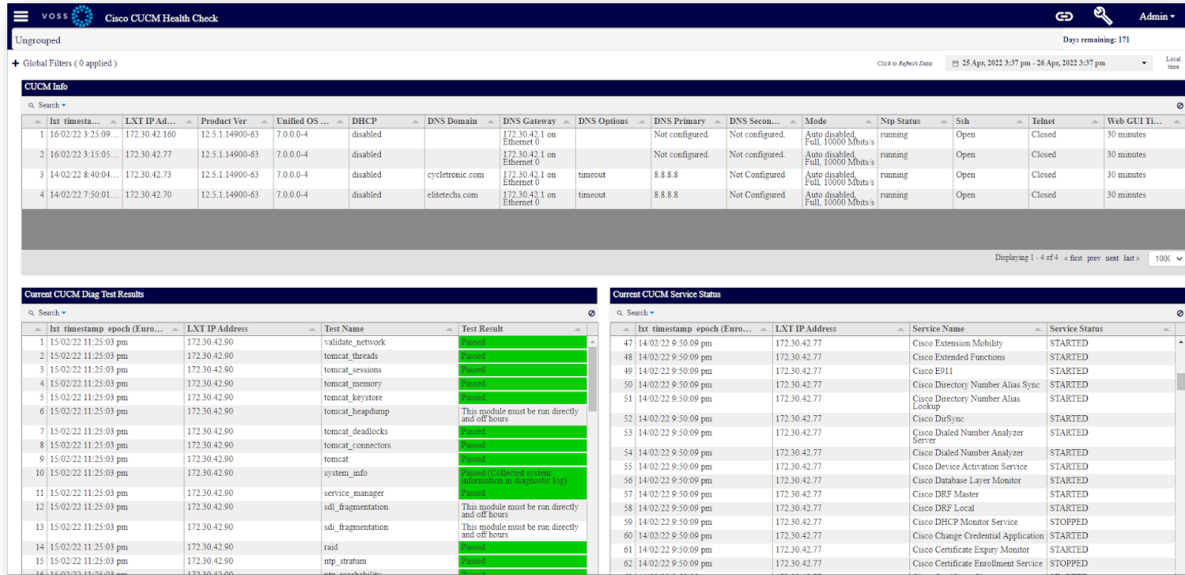 VOSS Cisco CUCM Health Check Admin
Ungrouped Days remaining: 171
+ Global Filters ( 0 applied ) Click to Refresh Data 25 Apr, 2022 3:37 pm - 26 Apr, 2022 3:37 pm Local time
CUCM Info
Search
lxt timesta... LXT IP Ad... Product Ver Unified OS ... DHCP DNS Domain DNS Gateway DNS Options DNS Primary DNS Secon... Mode Ntp Status Ssh Telnet Web GUI Ti...
1 16/02/22 3:25:09... 172.30.42.160 12.5.1.14900-63 7.0.0.0-4 disabled 172.30.42.1 on Ethernet 0 Not configured. Not configured. Auto disabled, Full, 10000 Mbits/s running Open Closed 30 minutes
2 16/02/22 3:15:05... 172.30.42.77 12.5.1.14900-63 7.0.0.0-4 disabled 172.30.42.1 on Ethernet 0 Not configured. Not configured. Auto disabled, Full, 10000 Mbits/s running Open Closed 30 minutes
3 14/02/22 8:40:04... 172.30.42.73 12.5.1.14900-63 7.0.0.0-4 disabled cycletronic.com 172.30.42.1 on Ethernet 0 timeout 8.8.8.8 Not Configured Auto disabled, Full, 10000 Mbits/s running Open Closed 30 minutes
4 14/02/22 7:50:01... 172.30.42.70 12.5.1.14900-63 7.0.0.0-4 disabled elitetechs.com 172.30.42.1 on Ethernet 0 timeout 8.8.8.8 Not Configured Auto disabled, Full, 10000 Mbits/s running Open Closed 30 minutes
Displaying 1 - 4 of 4 « first prev next last » 100(
Current CUCM Diag Test Results
Search
lxt timestamp epoch (Euro... LXT IP Address Test Name Test Result
1 15/02/22 11:25:03 pm 172.30.42.90 validate_network Passed
2 15/02/22 11:25:03 pm 172.30.42.90 tomcat_threads Passed
3 15/02/22 11:25:03 pm 172.30.42.90 tomcat_sessions Passed
4 15/02/22 11:25:03 pm 172.30.42.90 tomcat_memory Passed
5 15/02/22 11:25:03 pm 172.30.42.90 tomcat_keystore Passed
6 15/02/22 11:25:03 pm 172.30.42.90 tomcat_heapdump This module must be run directly and off hours
7 15/02/22 11:25:03 pm 172.30.42.90 tomcat_deadlocks Passed
8 15/02/22 11:25:03 pm 172.30.42.90 tomcat_connectors Passed
9 15/02/22 11:25:03 pm 172.30.42.90 tomcat Passed
10 15/02/22 11:25:03 pm 172.30.42.90 system_info Passed (Collected system information in diagnostic log)
11 15/02/22 11:25:03 pm 172.30.42.90 service_manager Passed
12 15/02/22 11:25:03 pm 172.30.42.90 sdl_fragmentation This module must be run directly and off hours
13 15/02/22 11:25:03 pm 172.30.42.90 sdi_fragmentation This module must be run directly and off hours
14 15/02/22 11:25:03 pm 172.30.42.90 raid Passed
15 15/02/22 11:25:03 pm 172.30.42.90 ntp_stratum Passed
Current CUCM Service Status
Search
lxt timestamp epoch (Euro... LXT IP Address Service Name Service Status
47 14/02/22 9:50:09 pm 172.30.42.77 Cisco Extension Mobility STARTED
48 14/02/22 9:50:09 pm 172.30.42.77 Cisco Extended Functions STARTED
49 14/02/22 9:50:09 pm 172.30.42.77 Cisco E911 STARTED
50 14/02/22 9:50:09 pm 172.30.42.77 Cisco Directory Number Alias Sync STARTED
51 14/02/22 9:50:09 pm 172.30.42.77 Cisco Directory Number Alias Lookup STARTED
52 14/02/22 9:50:09 pm 172.30.42.77 Cisco DirSync STARTED
53 14/02/22 9:50:09 pm 172.30.42.77 Cisco Dialed Number Analyzer Server STARTED
54 14/02/22 9:50:09 pm 172.30.42.77 Cisco Dialed Number Analyzer STARTED
55 14/02/22 9:50:09 pm 172.30.42.77 Cisco Device Activation Service STARTED
56 14/02/22 9:50:09 pm 172.30.42.77 Cisco Database Layer Monitor STARTED
57 14/02/22 9:50:09 pm 172.30.42.77 Cisco DRF Master STARTED
58 14/02/22 9:50:09 pm 172.30.42.77 Cisco DRF Local STARTED
59 14/02/22 9:50:09 pm 172.30.42.77 Cisco DHCP Monitor Service STOPPED
60 14/02/22 9:50:09 pm 172.30.42.77 Cisco Change Credential Application STARTED
61 14/02/22 9:50:09 pm 172.30.42.77 Cisco Certificate Expiry Monitor STARTED
62 14/02/22 9:50:09 pm 172.30.42.77 Cisco Certificate Enrollment Service STOPPED